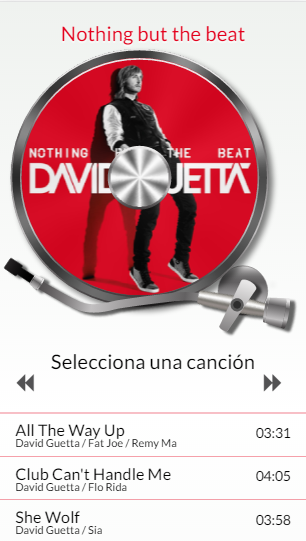 Nothing but the beat
NOTHING B THE BEAT
DAVID UETTA
Selecciona una canción
All The Way Up
03:31
David Guetta / Fat Joe / Remy Ma
Club Can't Handle Me
04:05
David Guetta / Flo Rida
She Wolf
03:58
David Guetta / Sia